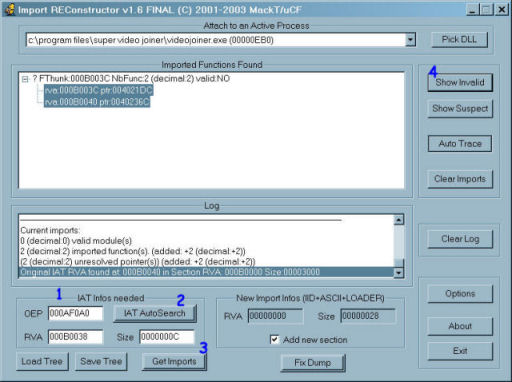 Import REConstructor v1.6 FINAL (C) 2001-2003 MackT/uCF
Attach to an Active Process
c:\program files\super video joiner\videojoiner.exe (00000EB0)
Pick DLL
Imported Functions Found
? FThunk:000B003C NbFunc:2 (decimal:2) valid:NO
rva:000B003C ptr:004021DC
rva:000B0040 ptr:0040236C
4
Show Invalid
Show Suspect
Auto Trace
Clear Imports
Log
Current imports:
0 (decimal:0) valid module(s)
2 (decimal:2) imported function(s). (added: +2 (decimal:+2))
(2 (decimal:2) unresolved pointer(s)) (added: +2 (decimal:+2))
Original IAT RVA found at: 000B0040 in Section RVA: 000B0000 Size:00003000
Clear Log
IAT Infos needed
1
2
OEP 000AF0A0 IAT AutoSearch
RVA 000B0038 Size 0000000C
3
Load Tree Save Tree Get Imports
New Import Infos (IID+ASCII+LOADER)
RVA 00000000 Size 00000028
Add new section
Fix Dump
Options
About
Exit